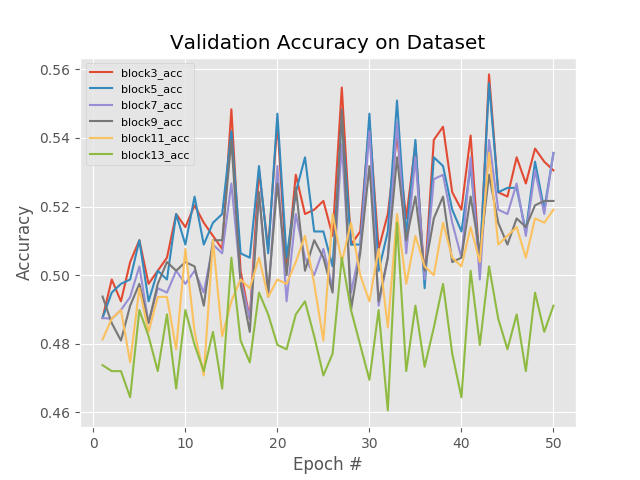 Validation Accuracy on Dataset
block3_acc
block5_acc
block7_acc
block9_acc
block11_acc
block13_acc
0.56
0.54
0.52
0.50
0.48
0.46
Accuracy
0 10 20 30 40 50
Epoch #